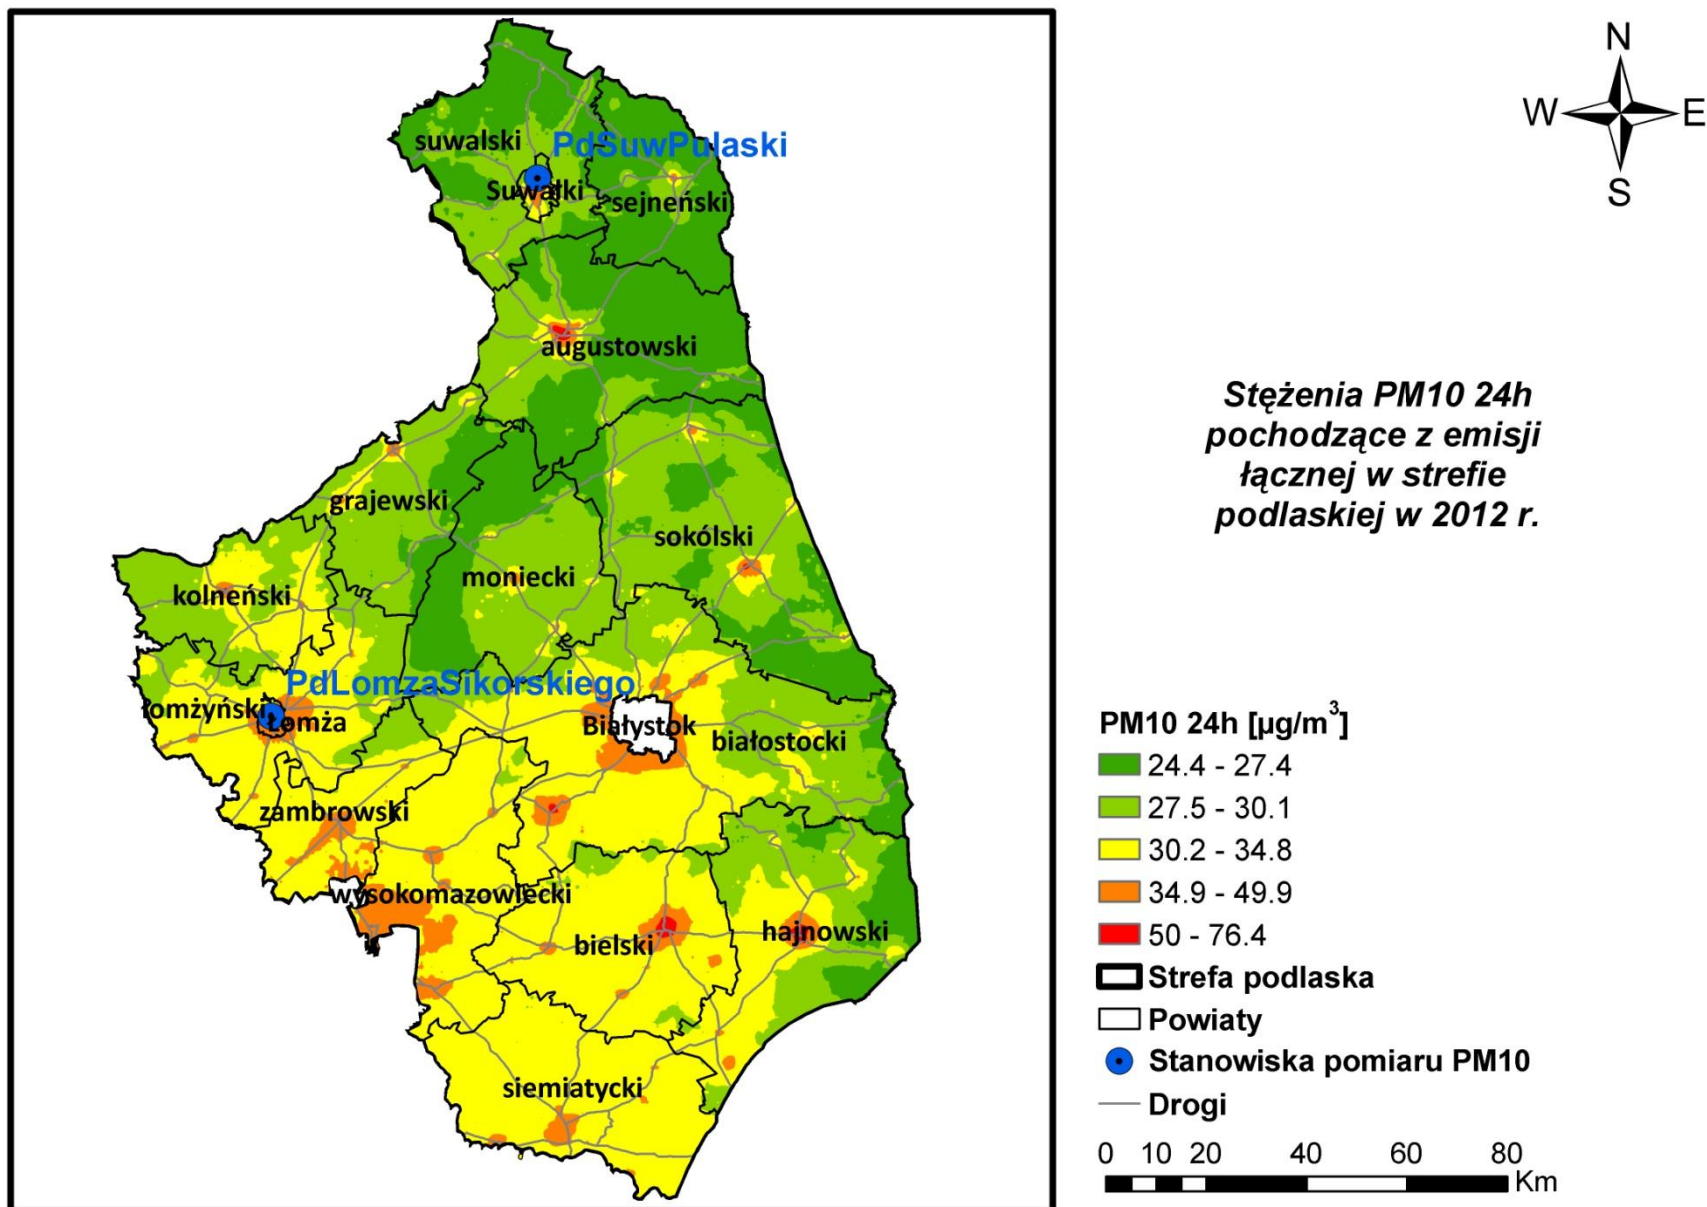 N
W E
S
suwalski
PdSuwPulaski
Suwałki
sejneński
augustowski
grajewski
sokólski
moniecki
kolneński
PdLomzaSikorskiego
łomżyński
Łomża
Białystok
białostocki
zambrowski
wysokomazowiecki
bielski
hajnowski
siemiatycki
Stężenia PM10 24h
pochodzące z emisji
łącznej w strefie
podlaskiej w 2012 r.
PM10 24h [µg/m³]
24.4 - 27.4
27.5 - 30.1
30.2 - 34.8
34.9 - 49.9
50 - 76.4
Strefa podlaska
Powiaty
Stanowiska pomiaru PM10
Drogi
0 10 20 40 60 80
Km